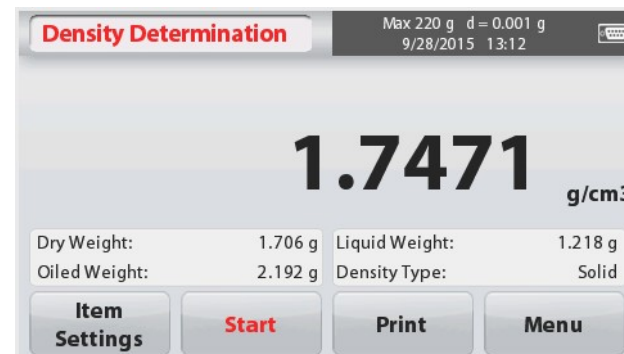 Density Determination
Max 220 g d = 0.001 g
9/28/2015 13:12
1.7471
g/cm3
Dry Weight: 1.706 g Liquid Weight: 1.218 g
Oiled Weight: 2.192 g Density Type: Solid
Item
Settings
Start
Print
Menu